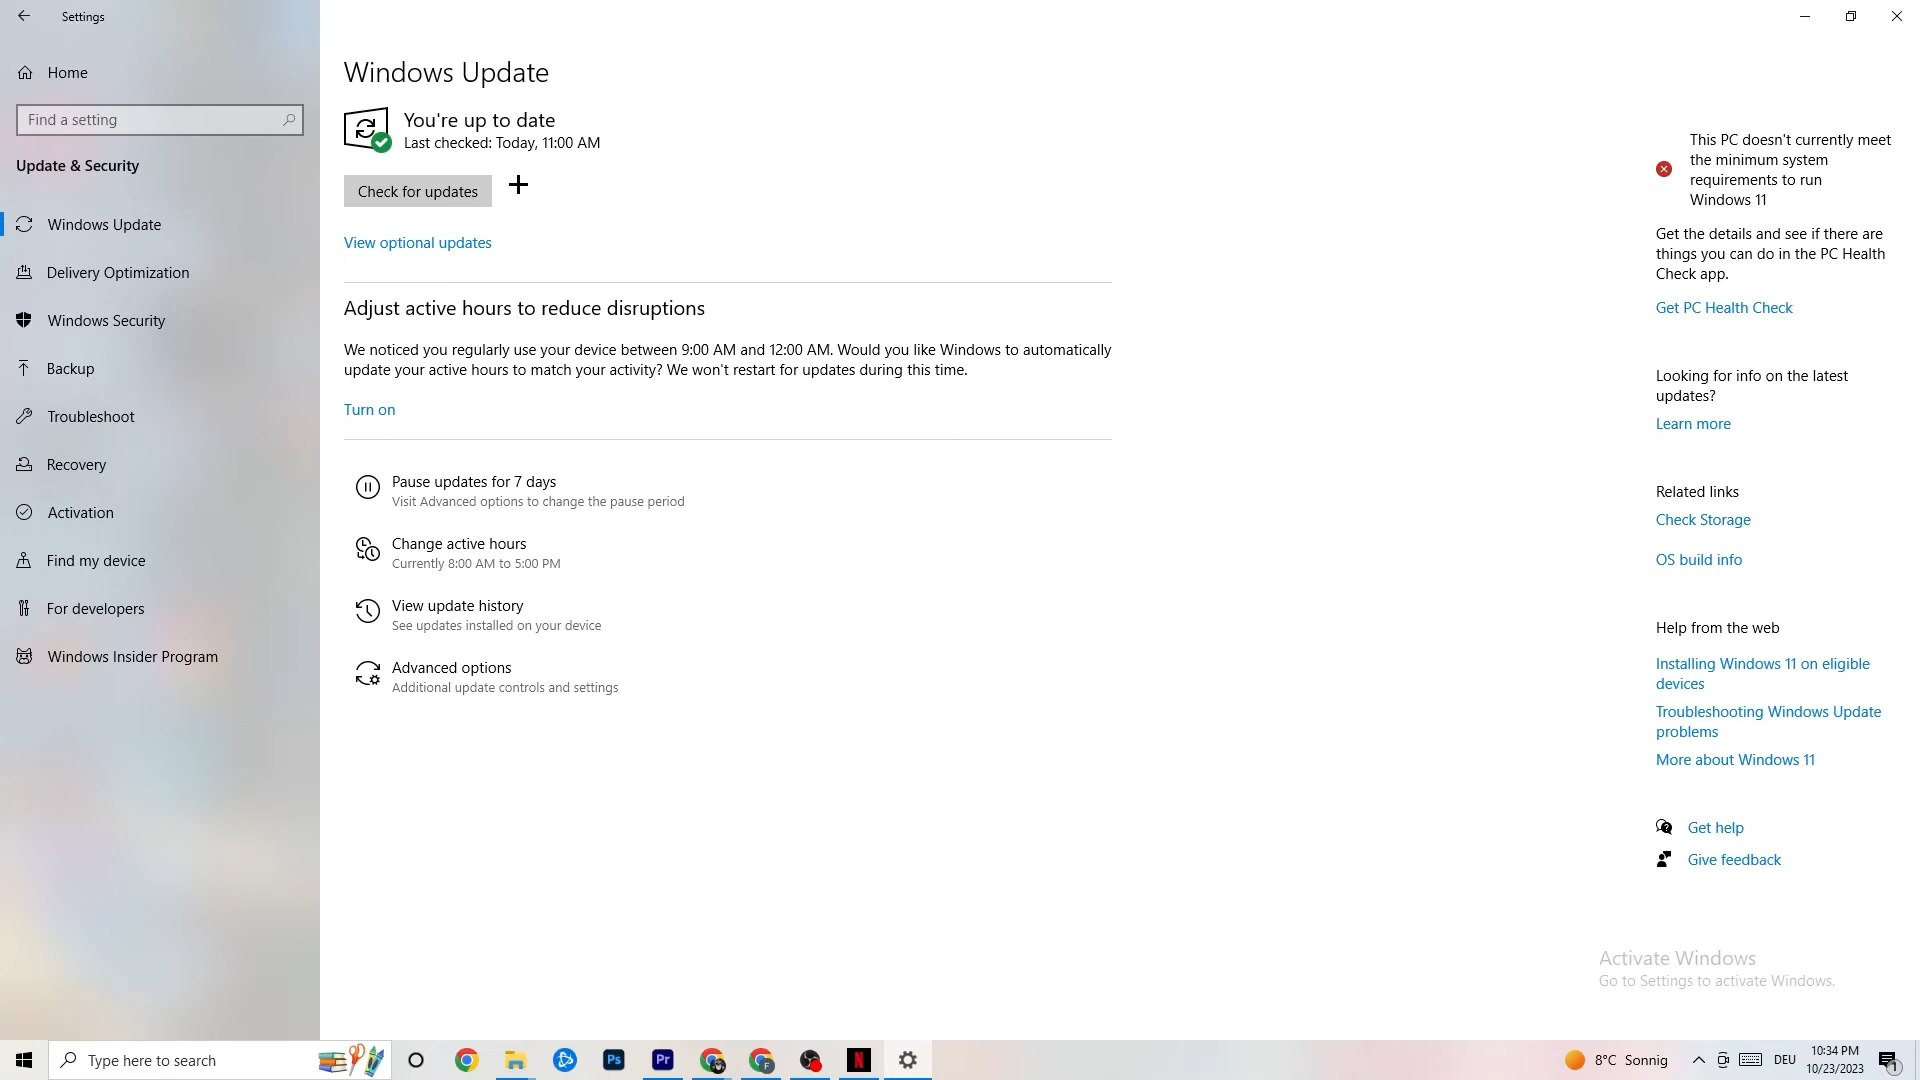 Settings
Home
Find a setting
Update & Security
Windows Update
Delivery Optimization
Windows Security
Backup
Troubleshoot
Recovery
Activation
Find my device
For developers
Windows Insider Program
Windows Update
You're up to date
Last checked: Today, 11:00 AM
Check for updates
View optional updates
Adjust active hours to reduce disruptions
We noticed you regularly use your device between 9:00 AM and 12:00 AM. Would you like Windows to automatically
update your active hours to match your activity? We won't restart for updates during this time.
Turn on
Pause updates for 7 days
Visit Advanced options to change the pause period
Change active hours
Currently 8:00 AM to 5:00 PM
View update history
See updates installed on your device
Advanced options
Additional update controls and settings
This PC doesn't currently meet
the minimum system
requirements to run
Windows 11
Get the details and see if there are
things you can do in the PC Health
Check app.
Get PC Health Check
Looking for info on the latest
updates?
Learn more
Related links
Check Storage
OS build info
Help from the web
Installing Windows 11 on eligible
devices
Troubleshooting Windows Update
problems
More about Windows 11
Get help
Give feedback
Activate Windows
Go to Settings to activate Windows.
Type here to search
Ps
Pr
F
N
8°C Sonnig
DEU
10:34 PM
10/23/2023
1